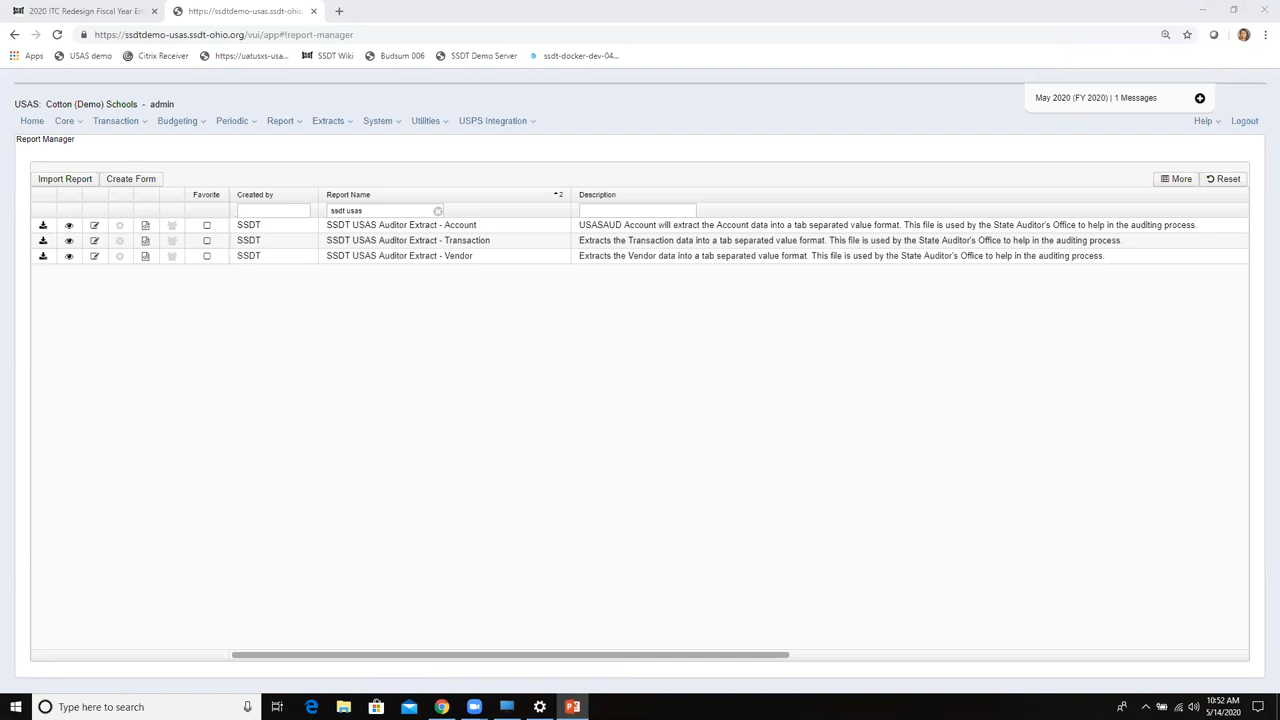 2020 ITC Redesign Fiscal Year En
https://ssdtdemo-usas.ssdt-ohio
https://ssdtdemo-usas.ssdt-ohio.org/vui/app#!report-manager
Apps USAS demo Citrix Receiver https://uatusxs-usa... SSDT Wiki Budsum 006 SSDT Demo Server ssdt-docker-dev-04...
USAS: Cotton (Demo) Schools - admin
May 2020 (FY 2020) | 1 Messages
Home Core Transaction Budgeting Periodic Report Extracts System Utilities USPS Integration Help Logout
Report Manager
Import Report Create Form More Reset
Favorite Created by Report Name 2 Description
ssdt usas
SSDT SSDT USAS Auditor Extract - Account USASAUD Account will extract the Account data into a tab separated value format. This file is used by the State Auditor's Office to help in the auditing process.
SSDT SSDT USAS Auditor Extract - Transaction Extracts the Transaction data into a tab separated value format. This file is used by the State Auditor's Office to help in the auditing process.
SSDT SSDT USAS Auditor Extract - Vendor Extracts the Vendor data into a tab separated value format. This file is used by the State Auditor's Office to help in the auditing process.
Type here to search
10:52 AM
5/14/2020